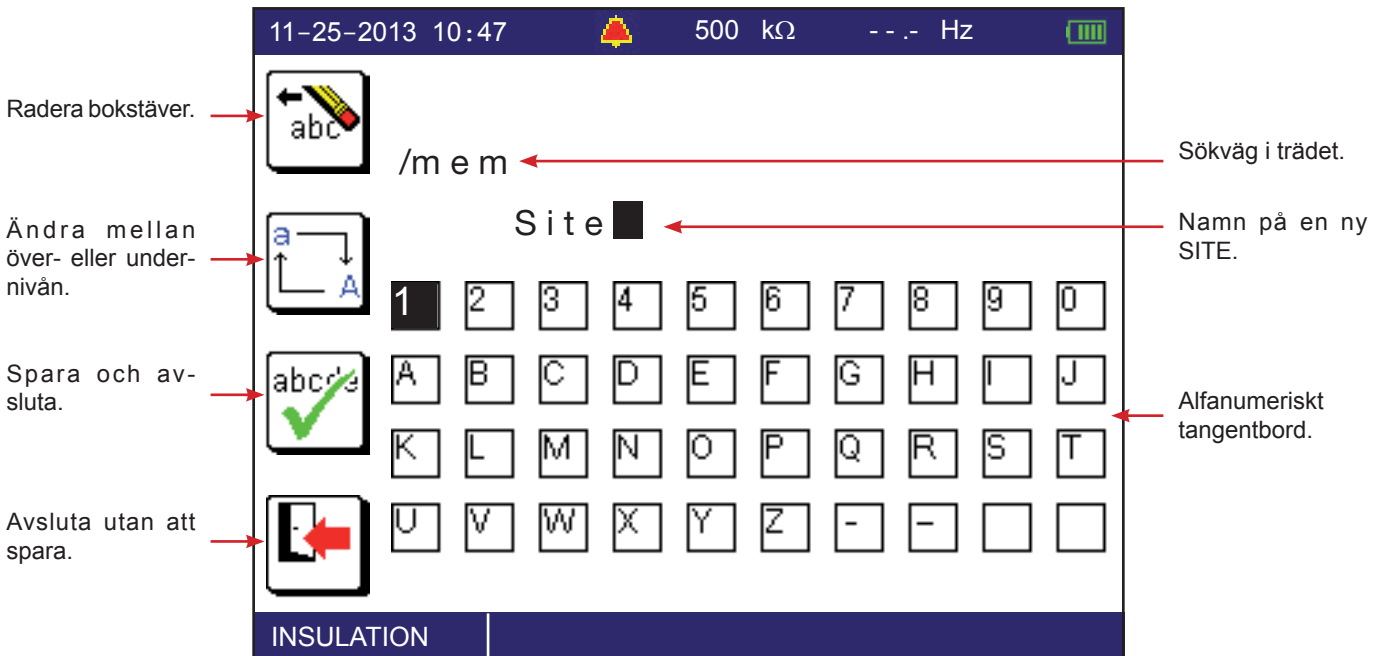 11-25-2013 10:47 500 kΩ - - .- Hz
Radera bokstäver.
abc
/mem
Sökväg i trädet.
Ändra mellan
över- eller under-
nivån.
a
A
Site
Namn på en ny
SITE.
1 2 3 4 5 6 7 8 9 0
Spara och av-
sluta.
abcde
A B C D E F G H I J
Alfanumeriskt
tangentbord.
K L M N O P Q R S T
Avsluta utan att
spara.
U V W X Y Z - –
INSULATION